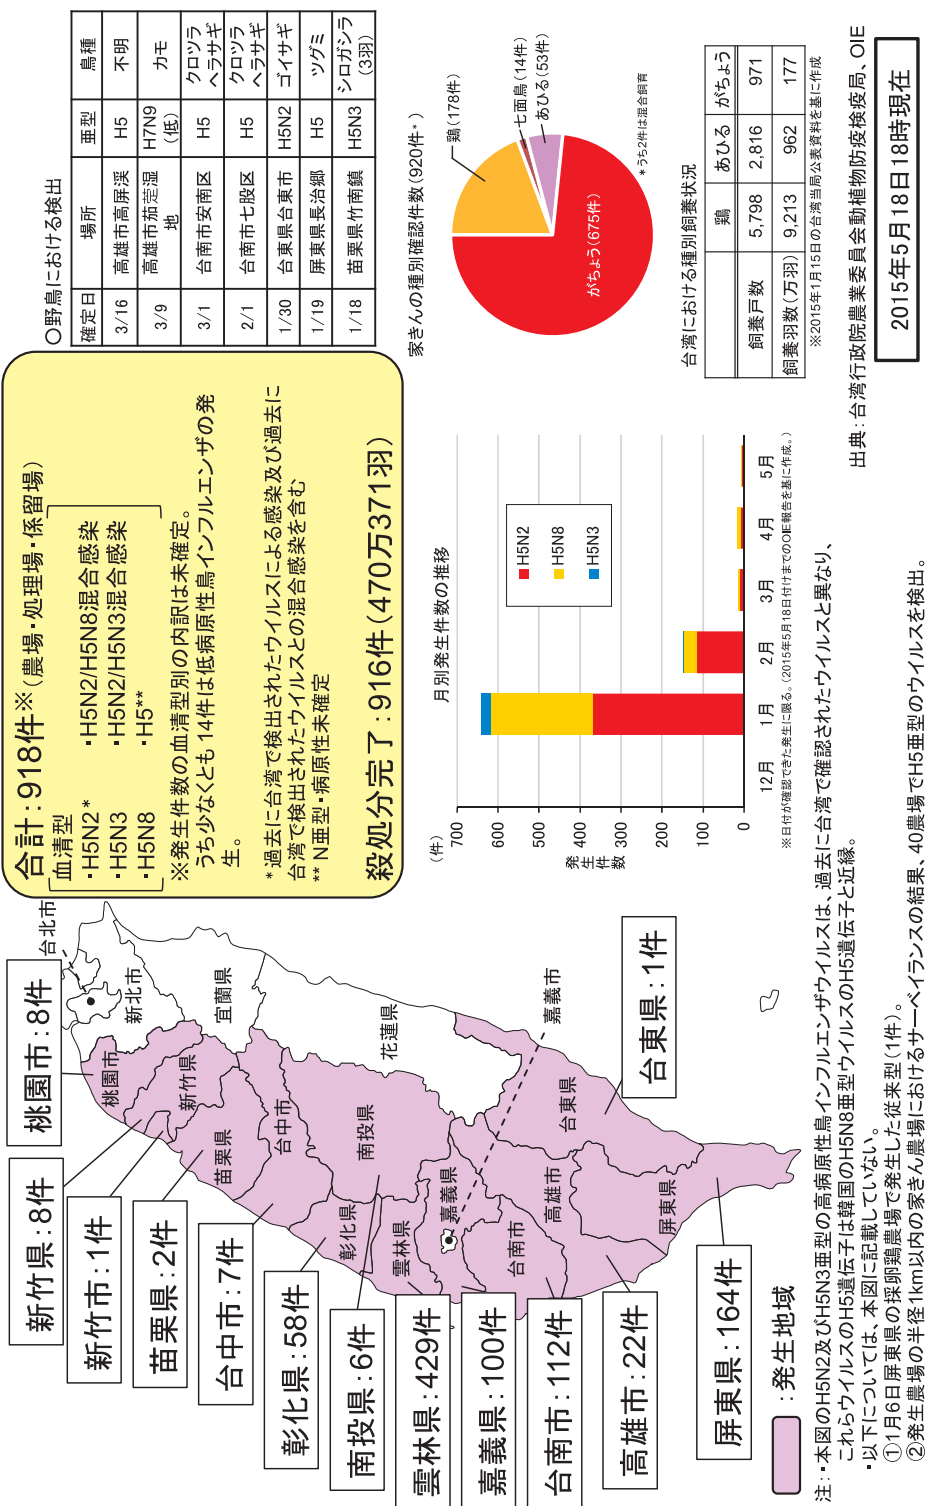 桃園市：8件
新竹県：8件
新竹市：1件
苗栗県：2件
台中市：7件
彰化県：58件
南投県：6件
雲林県：429件
嘉義県：100件
台南市：112件
高雄市：22件
屏東県：164件
台東県：1件
台北市
新北市
桃園市
新竹県
宜蘭県
苗栗県
台中市
花蓮県
南投県
彰化県
雲林県
嘉義県
嘉義市
台南市
高雄市
台東県
屏東県
：発生地域
合計：918件※（農場・処理場・係留場）
血清型
・H5N2* ・H5N2/H5N8混合感染
・H5N3 ・H5N2/H5N3混合感染
・H5N8 ・H5**
※発生件数の血清型別の内訳は未確定。
うち少なくとも14件は低病原性鳥インフルエンザの発
生。
*過去に台湾で検出されたウイルスによる感染及び過去に
台湾で検出されたウイルスとの混合感染を含む
** N亜型・病原性未確定
殺処分完了：916件（470万371羽）
○野鳥における検出
確定日 場所 亜型 鳥種
3/16 高雄市高屏渓 H5 不明
3/9 高雄市茄萣湿地 H7N9（低） カモ
3/1 台南市安南区 H5 クロツラヘラサギ
2/1 台南市七股区 H5 クロツラヘラサギ
1/30 台東県台東市 H5N2 ゴイサギ
1/19 屏東県長治郷 H5 ツグミ
1/18 苗栗県竹南鎮 H5N3 シロガシラ（3羽）
月別発生件数の推移
（件）
発生件数
700
600
500
400
300
200
100
0
12月 1月 2月 3月 4月 5月
H5N2
H5N8
H5N3
※日付が確認できた発生に限る。（2015年5月18日付けまでのOIE報告を基に作成。）
家きんの種別確認件数（920件*）
鶏（178件）
七面鳥（14件）
あひる（53件）
がちょう（675件）
*うち2件は混合飼育
台湾における種別飼養状況
鶏 あひる がちょう
飼養戸数 5,798 2,816 971
飼養羽数（万羽） 9,213 962 177
※2015年1月15日の台湾当局公表資料を基に作成
出典：台湾行政院農業委員会動植物防疫検疫局、OIE
2015年5月18日18時現在
注：・本図のH5N2及びH5N3亜型の高病原性鳥インフルエンザウイルスは、過去に台湾で確認されたウイルスと異なり、
これらウイルスのH5遺伝子は韓国のH5N8亜型ウイルスのH5遺伝子と近縁。
・以下については、本図に記載していない。
①1月6日屏東県の採卵鶏農場で発生した従来型（1件）。
②発生農場の半径1km以内の家きん農場におけるサーベイランスの結果、40農場でH5亜型のウイルスを検出。